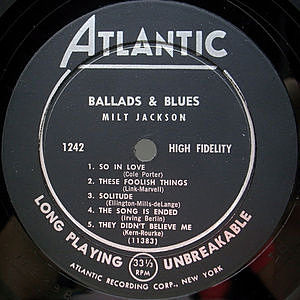 ATLANTIC
BALLADS & BLUES
MILT JACKSON
1242 HIGH FIDELITY
1. SO IN LOVE
(Cole Porter)
2. THESE FOOLISH THINGS
(Link-Marvell)
3. SOLITUDE
(Ellington-Mills-deLange)
4. THE SONG IS ENDED
(Irving Berlin)
5. THEY DIDN'T BELIEVE ME
(Kern-Rourke)
(11383)
LONG PLAYING 33 1/3 RPM UNBREAKABLE
ATLANTIC RECORDING CORP., NEW YORK